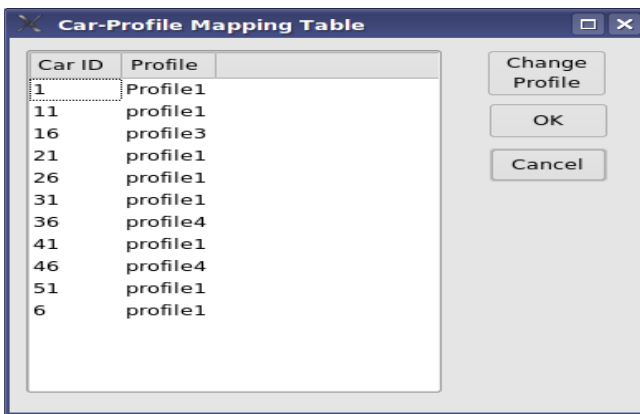 Car-Profile Mapping Table
Car ID Profile
1 Profile1
11 profile1
16 profile3
21 profile1
26 profile1
31 profile1
36 profile4
41 profile1
46 profile4
51 profile1
6 profile1
Change
Profile
OK
Cancel